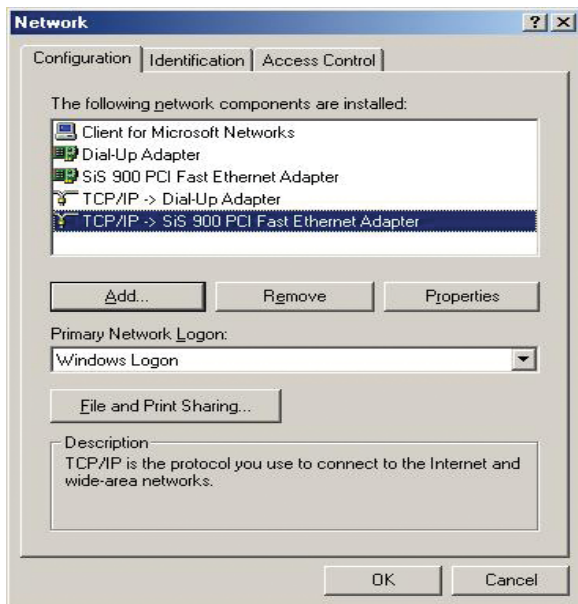 Network
Configuration Identification Access Control
The following network components are installed:
Client for Microsoft Networks
Dial-Up Adapter
SiS 900 PCI Fast Ethernet Adapter
TCP/IP -> Dial-Up Adapter
TCP/IP -> SiS 900 PCI Fast Ethernet Adapter
Add... Remove Properties
Primary Network Logon:
Windows Logon
File and Print Sharing...
Description
TCP/IP is the protocol you use to connect to the Internet and
wide-area networks.
OK Cancel